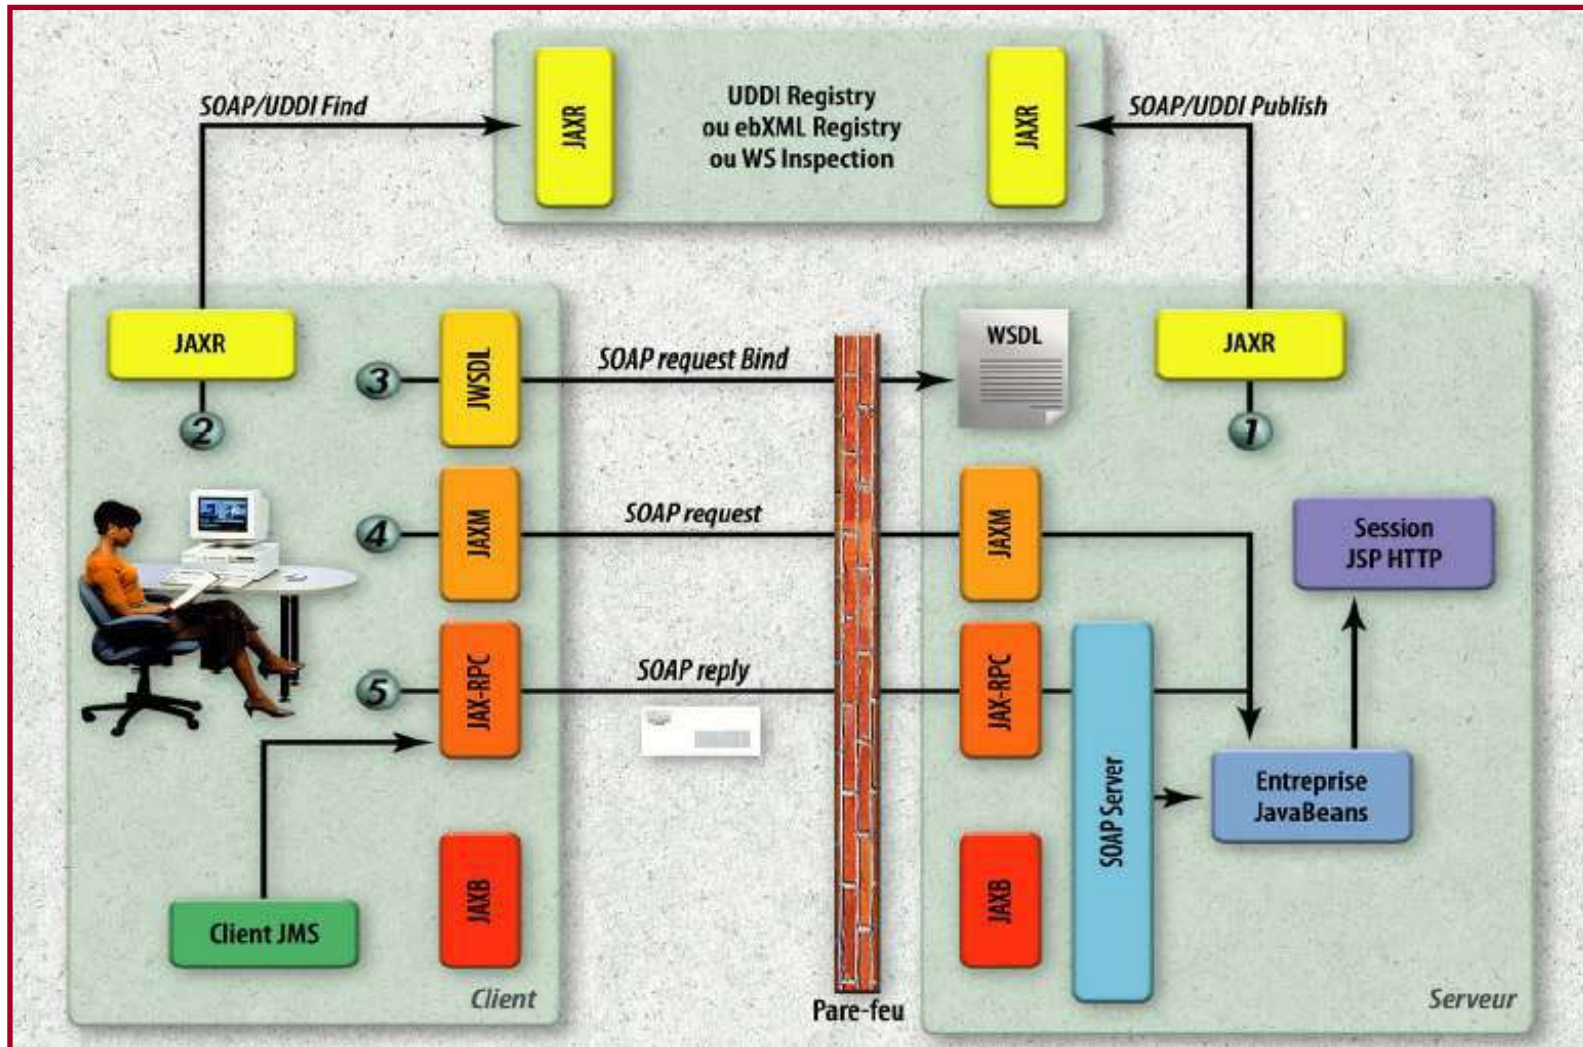 SOAP/UDDI Find
JAXR
UDDI Registry
ou ebXML Registry
ou WS Inspection
JAXR
SOAP/UDDI Publish
JAXR
2
3
JWSDL
SOAP request Bind
WSDL
JAXR
1
4
JAXM
SOAP request
JAXM
Session
JSP HTTP
5
JAX-RPC
SOAP reply
JAX-RPC
SOAP Server
Entreprise
JavaBeans
Client JMS
JAXB
JAXB
Client
Pare-feu
Serveur